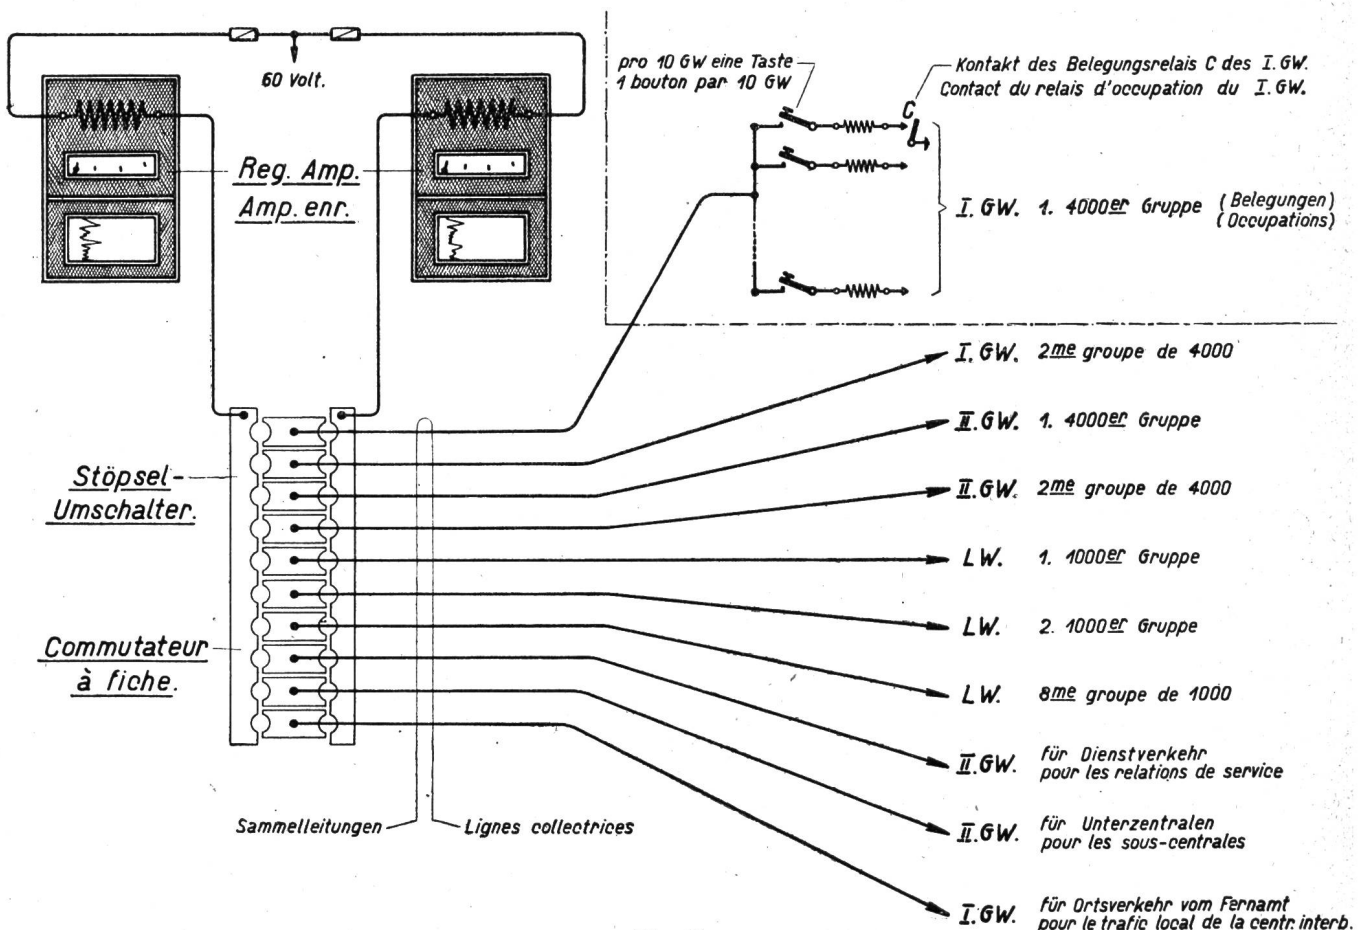 60 Volt.
pro 10 GW eine Taste
1 bouton par 10 GW
Kontakt des Belegungsrelais C des I. GW.
Contact du relais d'occupation du I. GW.
C
Reg. Amp.
Amp. enr.
I. GW. 1. 4000er Gruppe (Belegungen)
(Occupations)
I. GW. 2me groupe de 4000
II. GW. 1. 4000er Gruppe
Stöpsel-
Umschalter.
II. GW. 2me groupe de 4000
LW. 1. 1000er Gruppe
LW. 2. 1000er Gruppe
Commutateur
à fiche.
LW. 8me groupe de 1000
II. GW. für Dienstverkehr
pour les relations de service
Sammelleitungen
Lignes collectrices
II. GW. für Unterzentralen
pour les sous-centrales
I. GW. für Ortsverkehr vom Fernamt
pour le trafic local de la centr. interb.